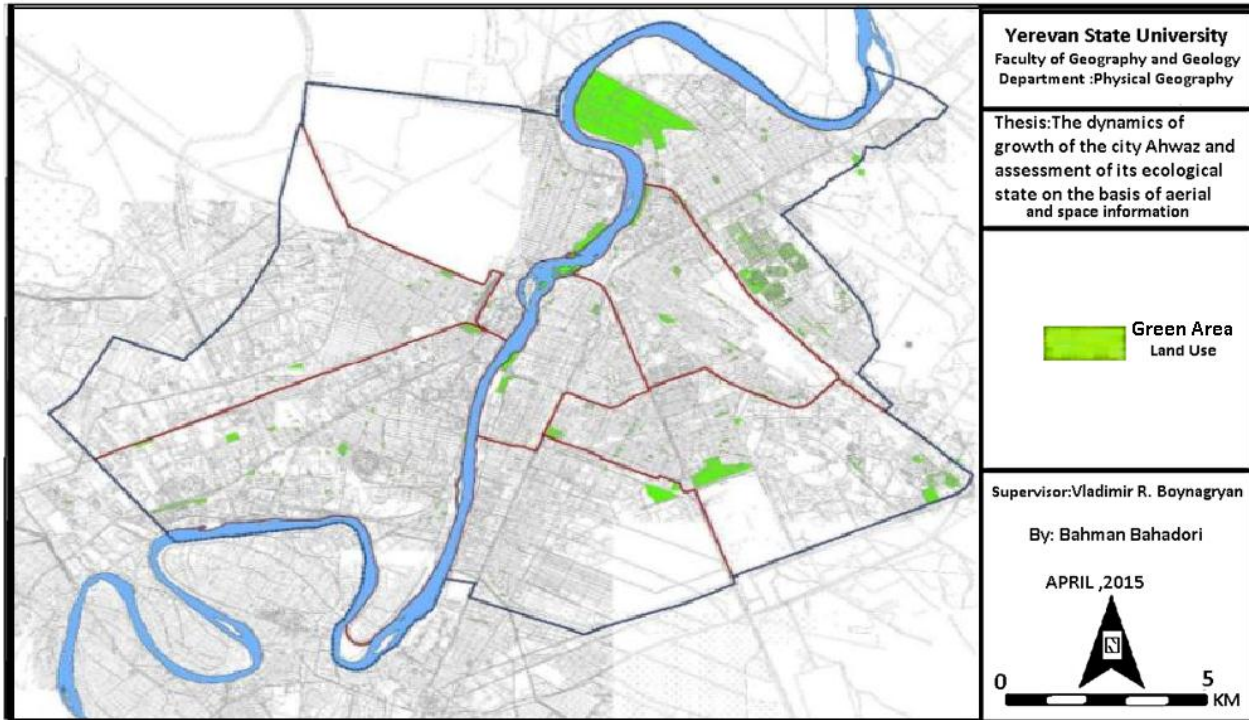 Yerevan State University
Faculty of Geography and Geology
Department :Physical Geography
Thesis:The dynamics of
growth of the city Ahwaz and
assessment of its ecological
state on the basis of aerial
and space information
Green Area
Land Use
Supervisor:Vladimir R. Boynagryan
By: Bahman Bahadori
APRIL ,2015
N
0 5
KM